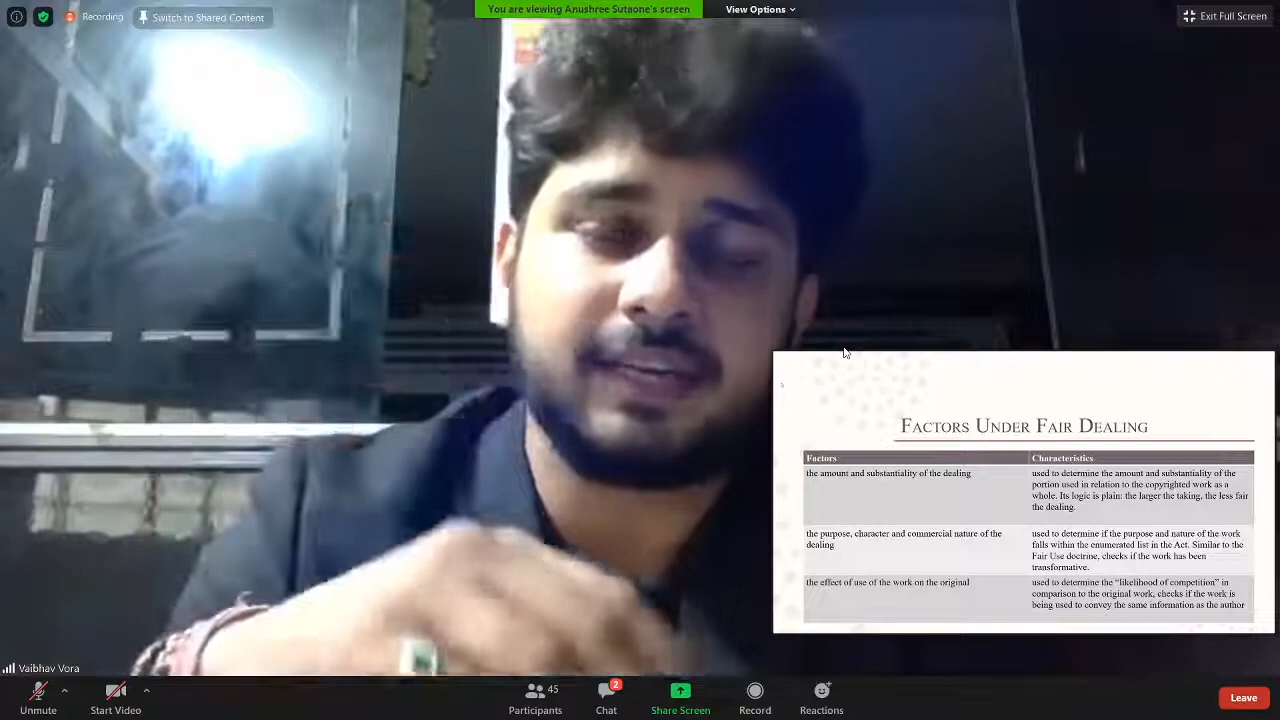 Recording
Switch to Shared Content
You are viewing Anushree Sutaone's screen
View Options
Exit Full Screen
FACTORS UNDER FAIR DEALING
Factors
Characteristics
the amount and substantiality of the dealing
used to determine the amount and substantiality of the
portion used in relation to the copyrighted work as a
whole. Its logic is plain: the larger the taking, the less fair
the dealing.
the purpose, character and commercial nature of the
dealing
used to determine if the purpose and nature of the work
falls within the enumerated list in the Act. Similar to the
Fair Use doctrine, checks if the work has been
transformative.
the effect of use of the work on the original
used to determine the “likelihood of competition” in
comparison to the original work, checks if the work is
being used to convey the same information as the author
Vaibhav Vora
Unmute
Start Video
45
Participants
2
Chat
Share Screen
Record
Reactions
Leave